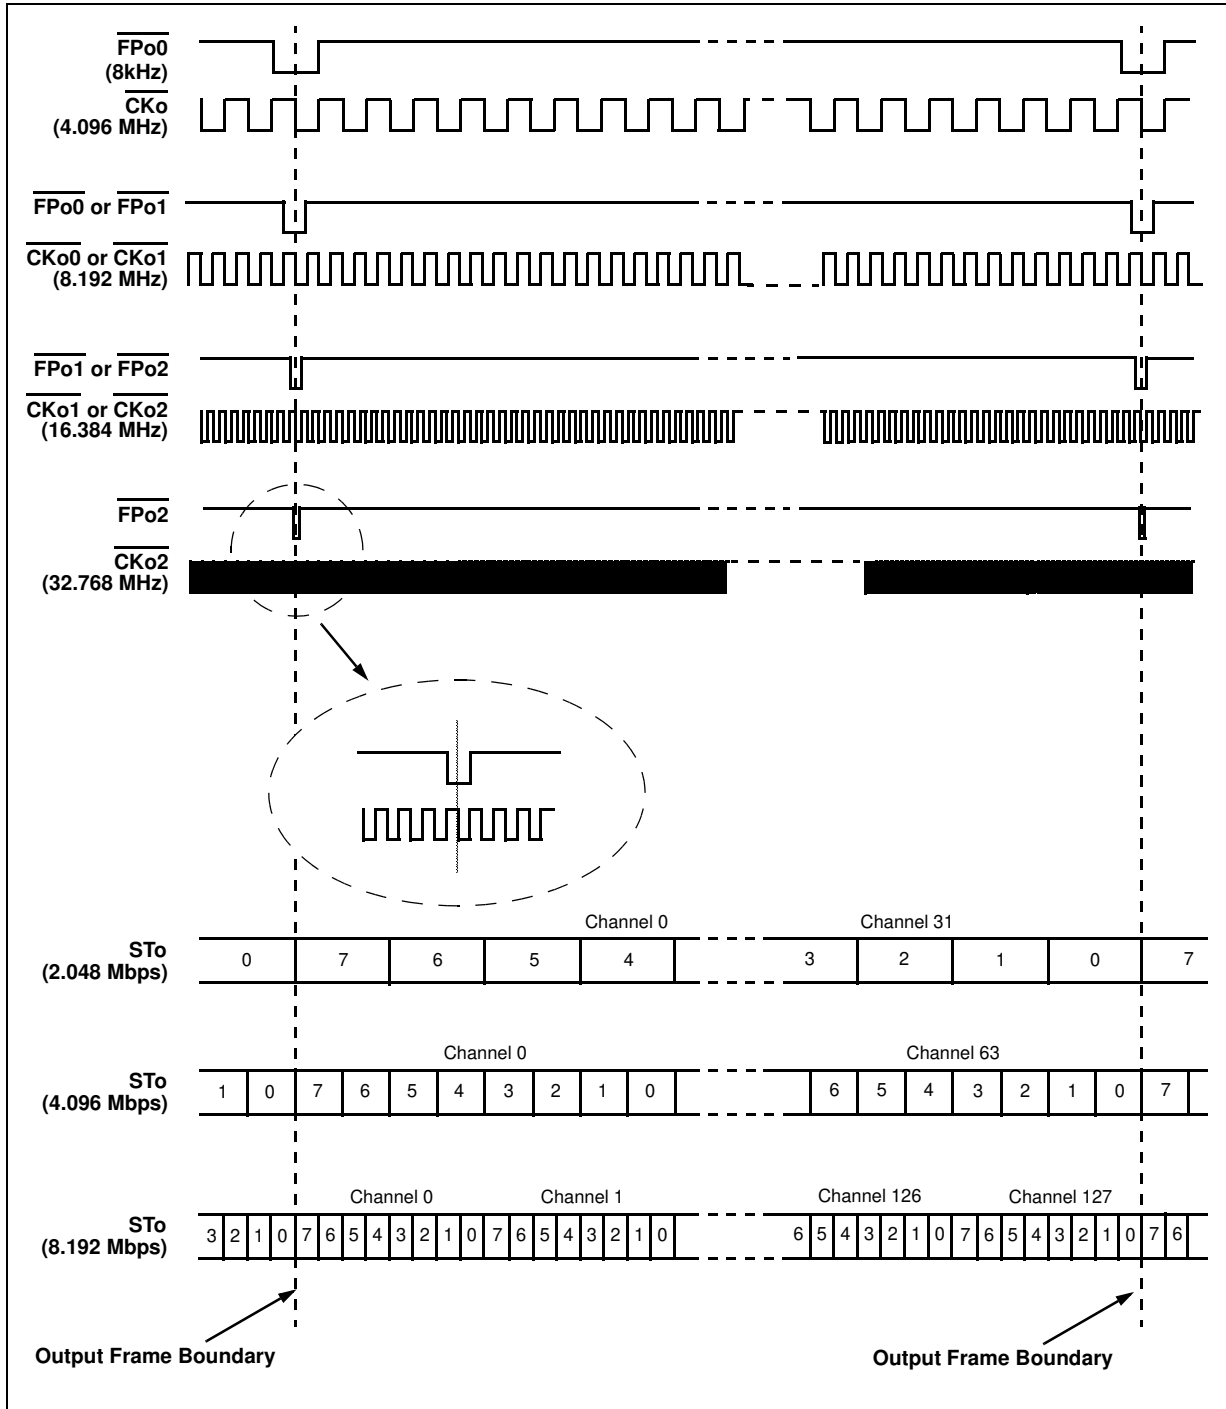 FPo0
(8kHz)
CKo
(4.096 MHz)
FPo0 or FPo1
CKo0 or CKo1
(8.192 MHz)
FPo1 or FPo2
CKo1 or CKo2
(16.384 MHz)
FPo2
CKo2
(32.768 MHz)
Channel 0 Channel 31
STo
(2.048 Mbps)
0 7 6 5 4 3 2 1 0 7
Channel 0 Channel 63
STo
(4.096 Mbps)
1 0 7 6 5 4 3 2 1 0 6 5 4 3 2 1 0 7
Channel 0 Channel 1 Channel 126 Channel 127
STo
(8.192 Mbps)
3 2 1 0 7 6 5 4 3 2 1 0 7 6 5 4 3 2 1 0 6 5 4 3 2 1 0 7 6 5 4 3 2 1 0 7 6
Output Frame Boundary Output Frame Boundary